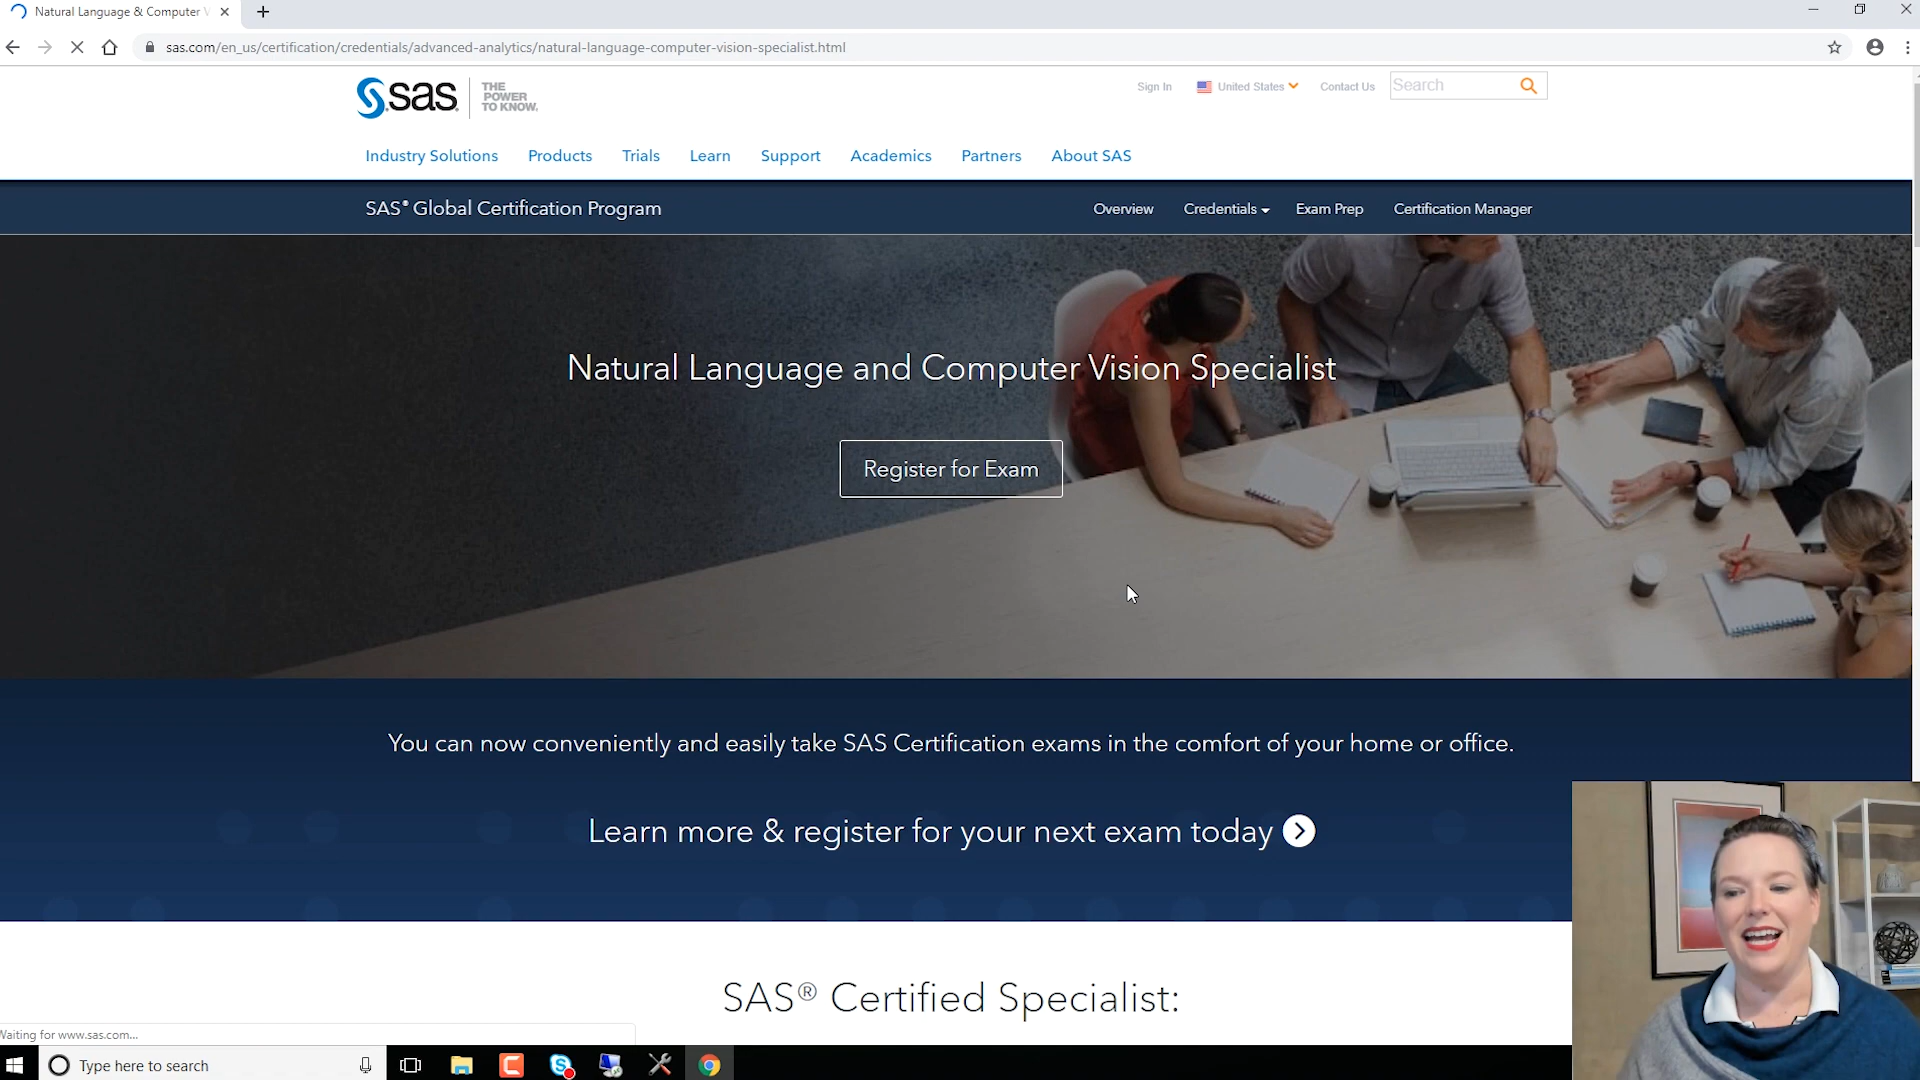 Natural Language & Computer V
sas.com/en_us/certification/credentials/advanced-analytics/natural-language-computer-vision-specialist.html
sas THE POWER TO KNOW.
Sign In United States Contact Us Search
Industry Solutions Products Trials Learn Support Academics Partners About SAS
SAS® Global Certification Program
Overview Credentials Exam Prep Certification Manager
Natural Language and Computer Vision Specialist
Register for Exam
You can now conveniently and easily take SAS Certification exams in the comfort of your home or office.
Learn more & register for your next exam today
SAS® Certified Specialist:
Waiting for www.sas.com...
Type here to search